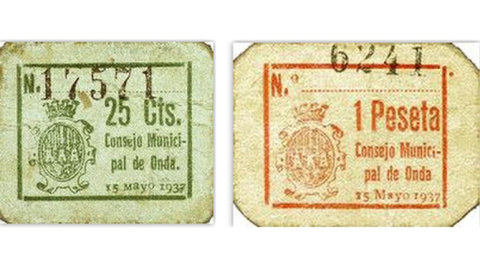 N.º 17571
25 Cts.
Consejo Munici-
pal de Onda.
15 Mayo 1937
N.º 6241
1 Peseta
Consejo Munici-
pal de Onda
15 Mayo 1937